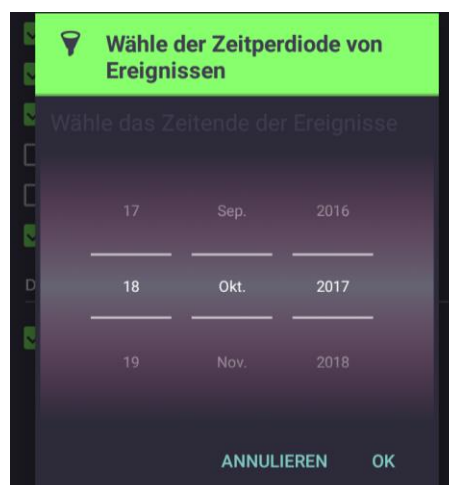 Wähle der Zeitperdiode von
Ereignissen
Wähle das Zeitende der Ereignisse
17 Sep. 2016
18 Okt. 2017
D
19 Nov. 2018
ANNULIEREN OK